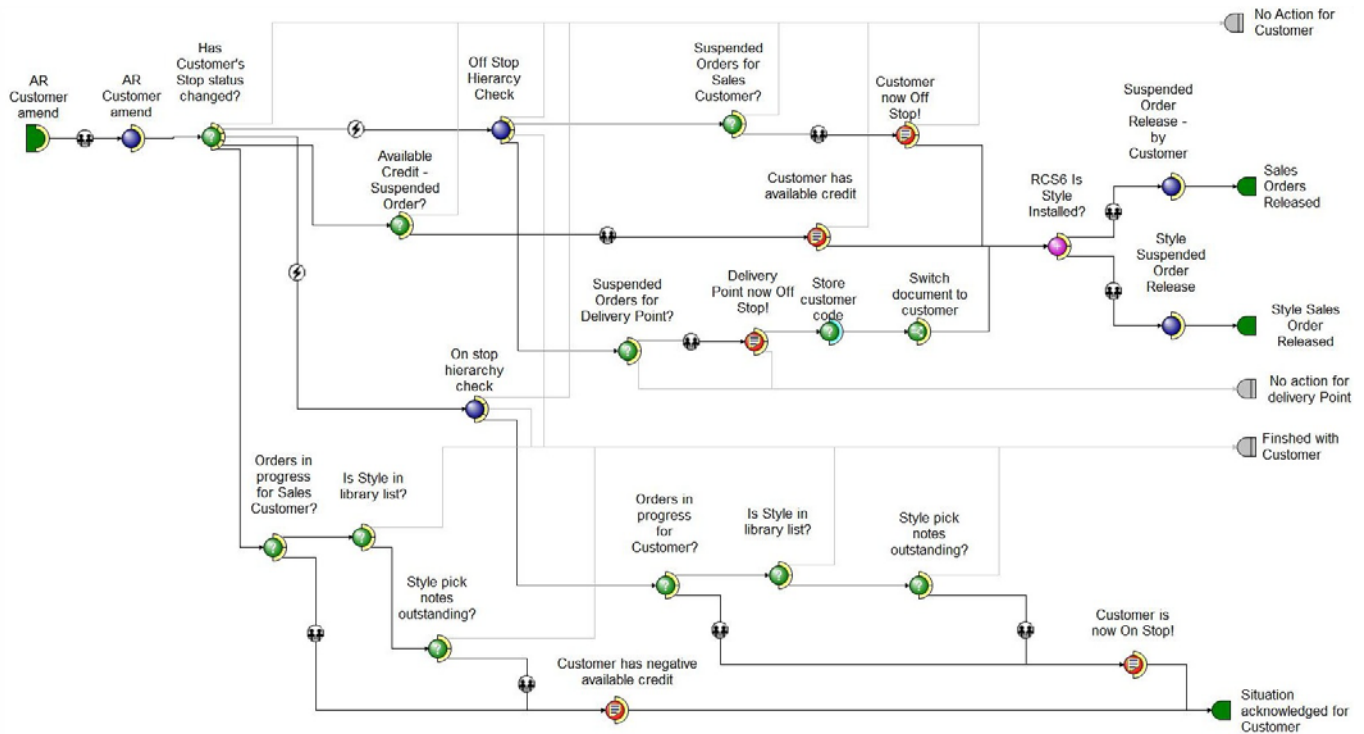 No Action for
Customer
Has
Customer's
Stop status
changed?
Off Stop
Hierarcy
Check
Suspended
Orders for
Sales
Customer?
AR
Customer
amend
AR
Customer
amend
Customer
now Off
Stop!
Suspended
Order
Release -
by
Customer
Available
Credit -
Suspended
Order?
Customer has
available credit
RCS6 Is
Style
Installed?
Sales
Orders
Released
Suspended
Orders for
Delivery Point?
Delivery
Point now Off
Stop!
Store
customer
code
Switch
document to
customer
Style
Suspended
Order
Release
Style Sales
Order
Released
On stop
hierarchy
check
No action for
delivery Point
Finshed with
Customer
Orders in
progress
for Sales
Customer?
Is Style in
library list?
Orders in
progress
for
Customer?
Is Style in
library list?
Style pick
notes
outstanding?
Style pick
notes
outstanding?
Customer is
now On Stop!
Customer has negative
available credit
Situation
acknowledged for
Customer